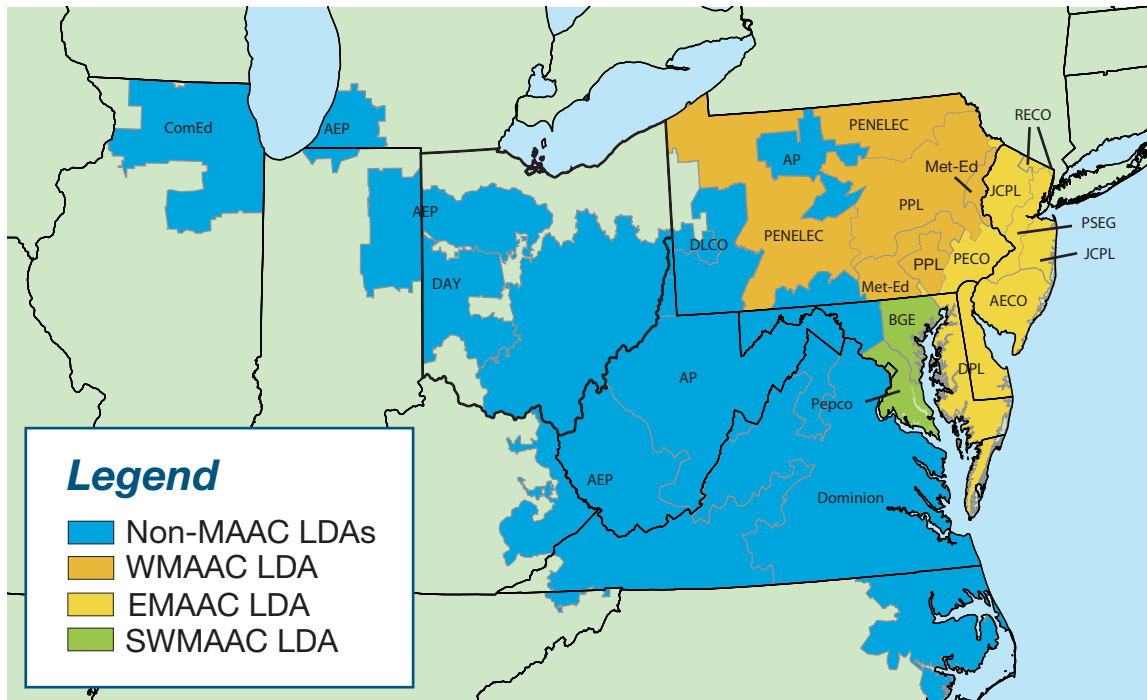 RECO
ComEd
AEP
PENELEC
AP
Met-Ed
JCPL
PPL
AEP
PSEG
PENELEC
DLCO
JCPL
PECO
PPL
DAY
Met-Ed
AECO
BGE
DPL
AP
Pepco
AEP
Dominion
Legend
Non-MAAC LDAs
WMAAC LDA
EMAAC LDA
SWMAAC LDA